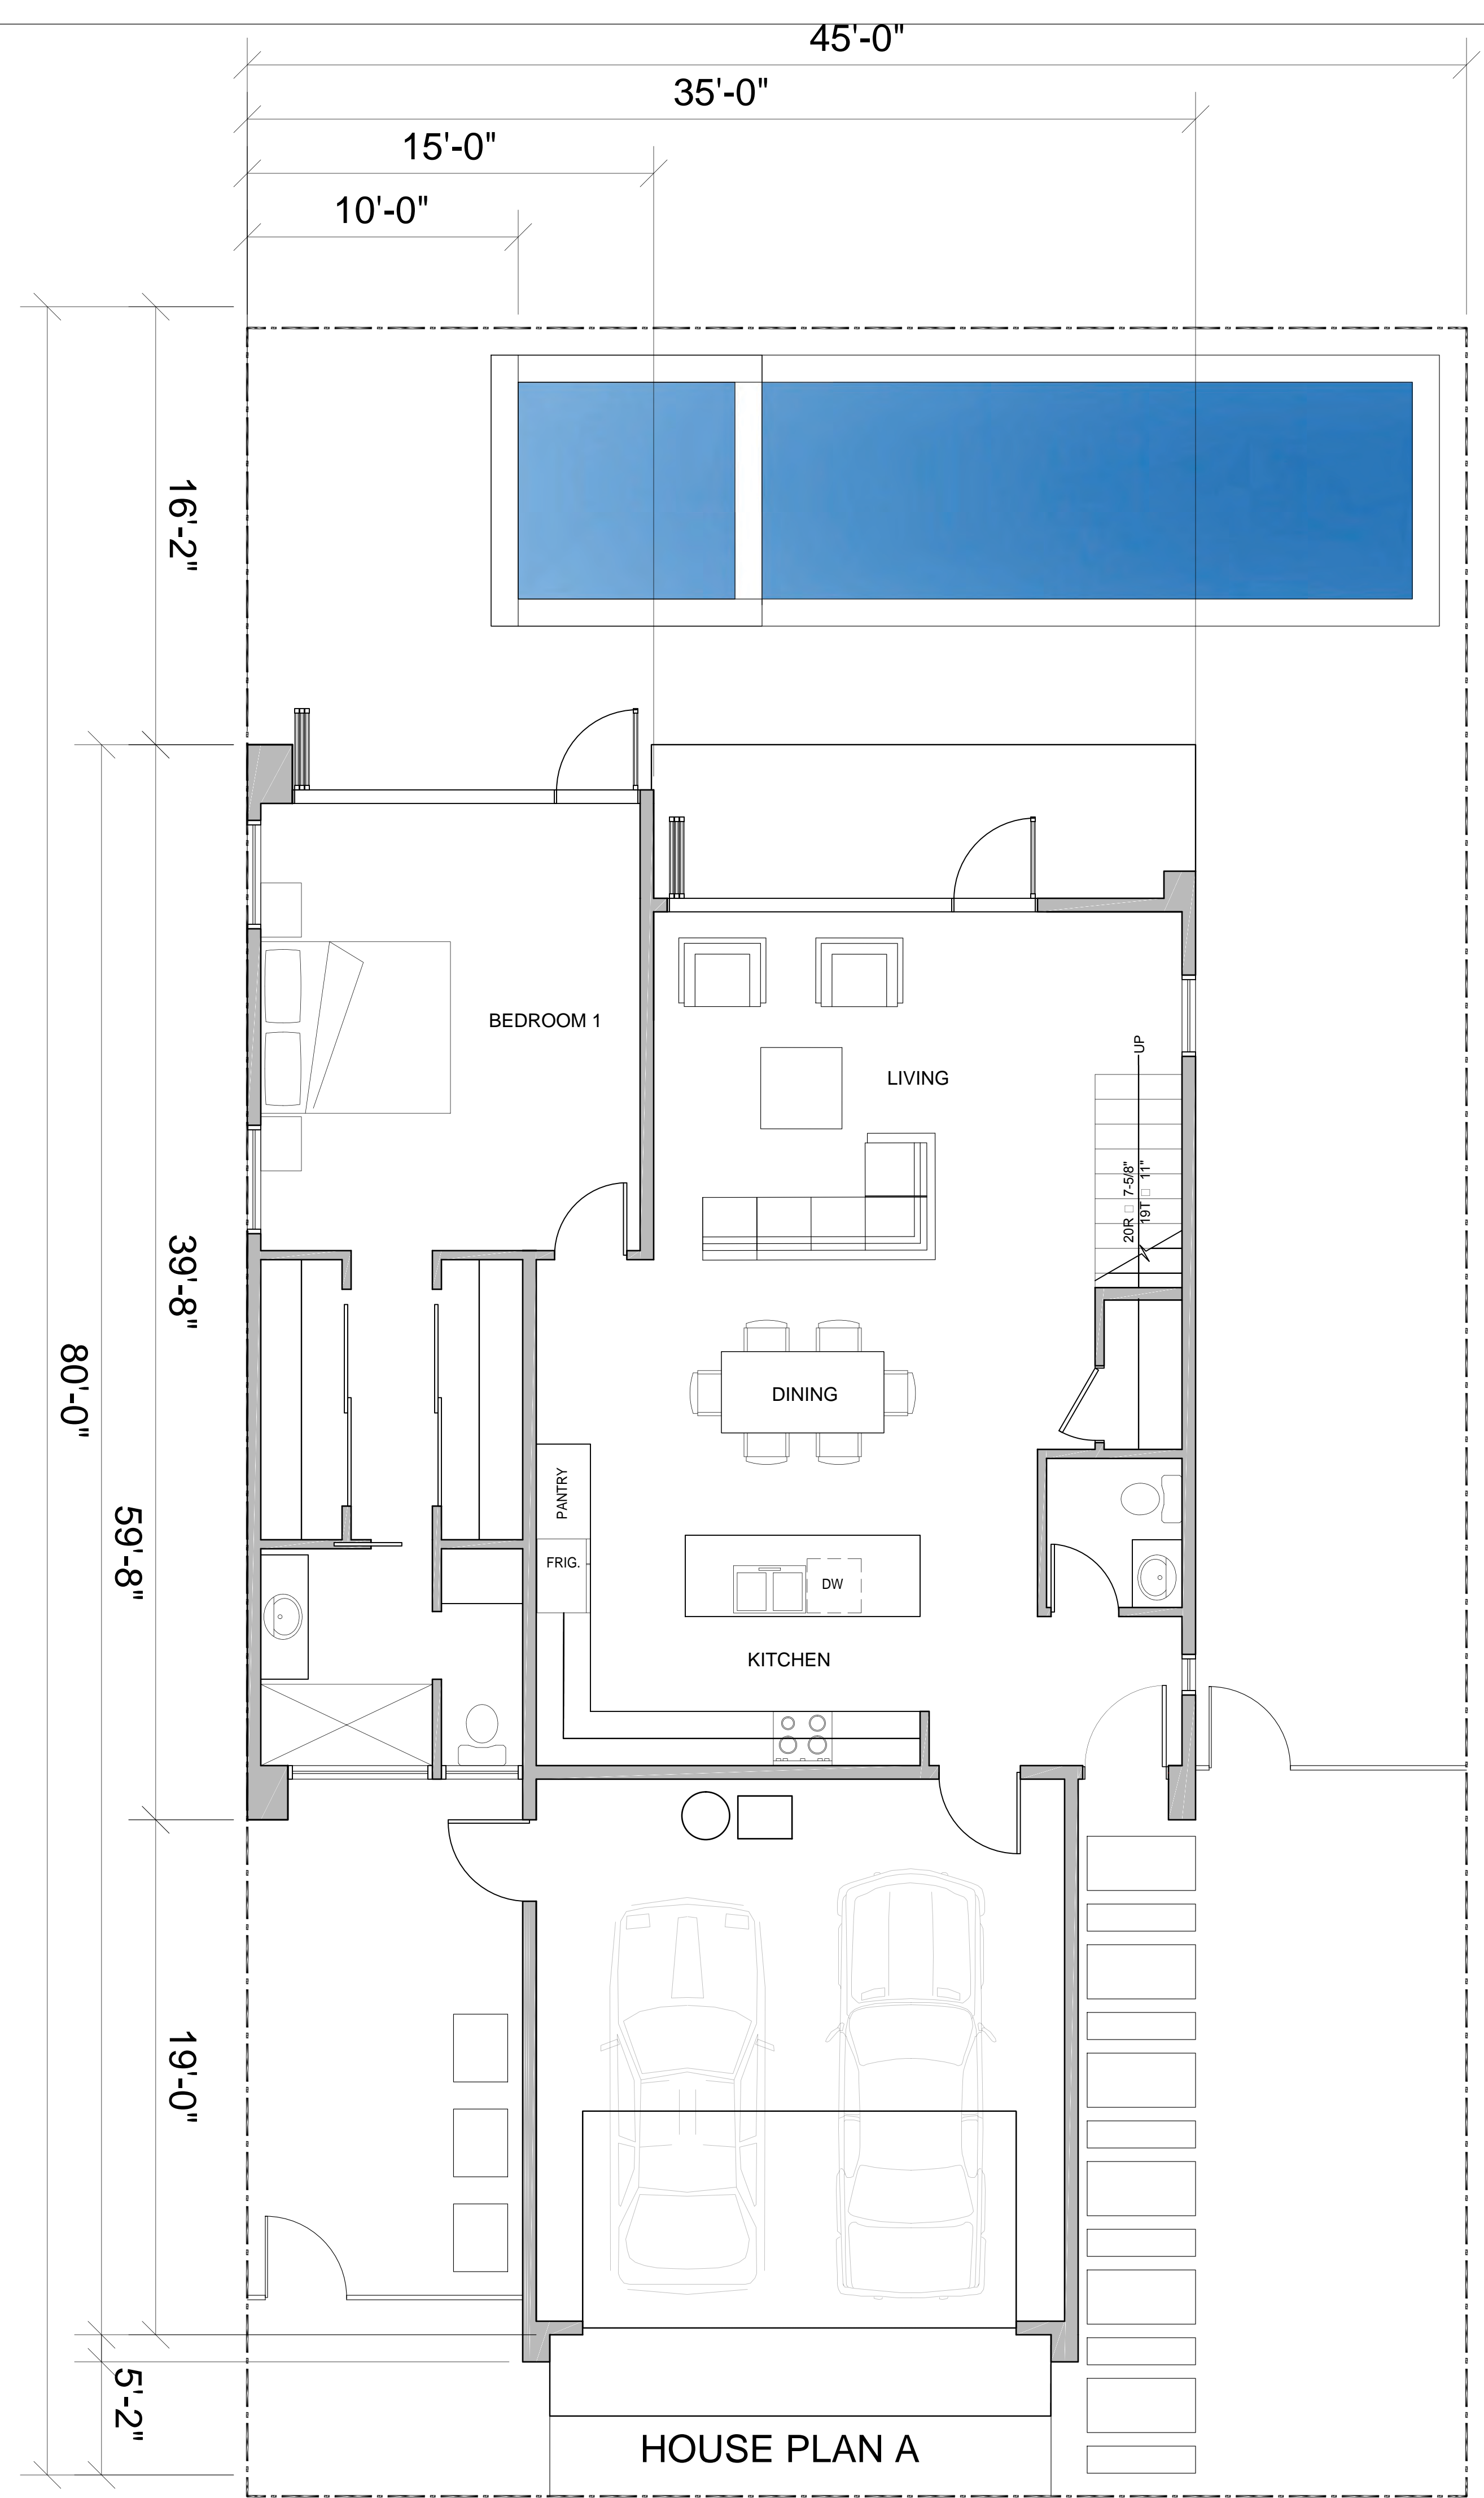 45'-0"
35'-0"
15'-0"
10'-0"
16'-2"
BEDROOM 1
UP
LIVING
20R □ 7-5/8"
19T □ 11"
39'-8"
80'-0"
DINING
PANTRY
59'-8"
FRIG.
DW
KITCHEN
19'-0"
5'-2"
HOUSE PLAN A